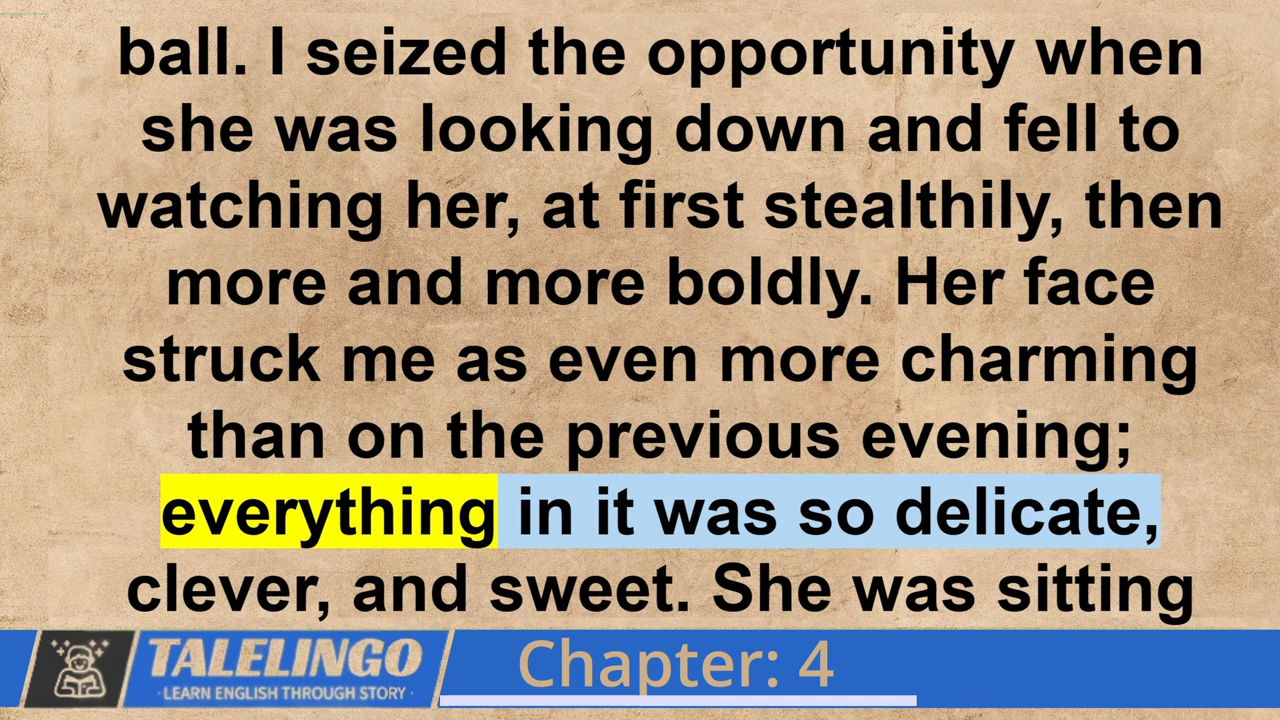 ball. I seized the opportunity when
she was looking down and fell to
watching her, at first stealthily, then
more and more boldly. Her face
struck me as even more charming
than on the previous evening;
everything in it was so delicate,
clever, and sweet. She was sitting
TALELINGO
·LEARN ENGLISH THROUGH STORY·
Chapter: 4